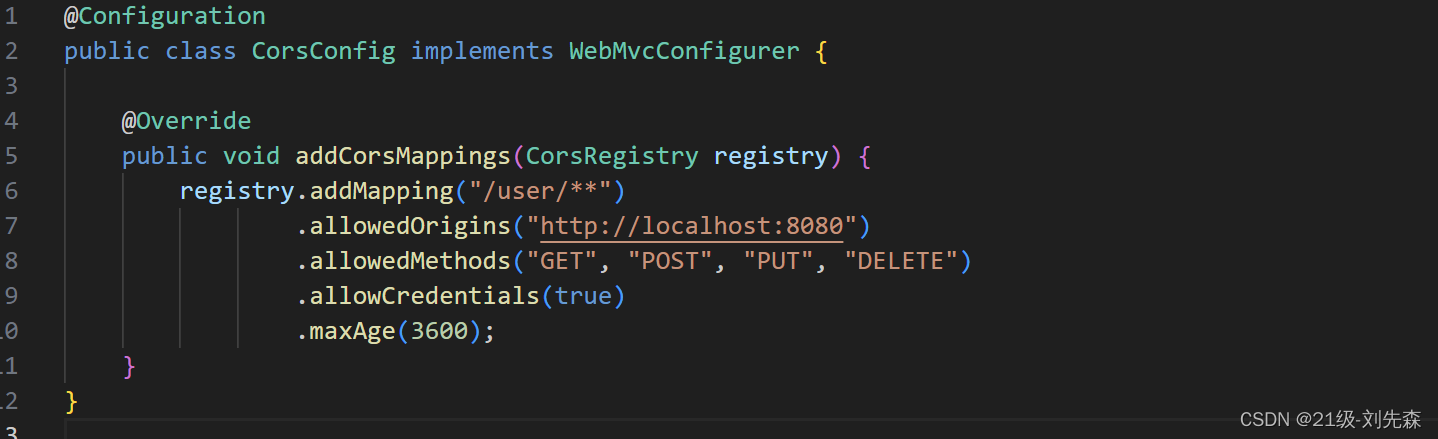 1 @Configuration
2 public class CorsConfig implements WebMvcConfigurer {
3
4 @Override
5 public void addCorsMappings(CorsRegistry registry) {
6 registry.addMapping("/user/**")
7 .allowedOrigins("http://localhost:8080")
8 .allowedMethods("GET", "POST", "PUT", "DELETE")
9 .allowCredentials(true)
10 .maxAge(3600);
11 }
12 }
3
CSDN @21级-刘先森